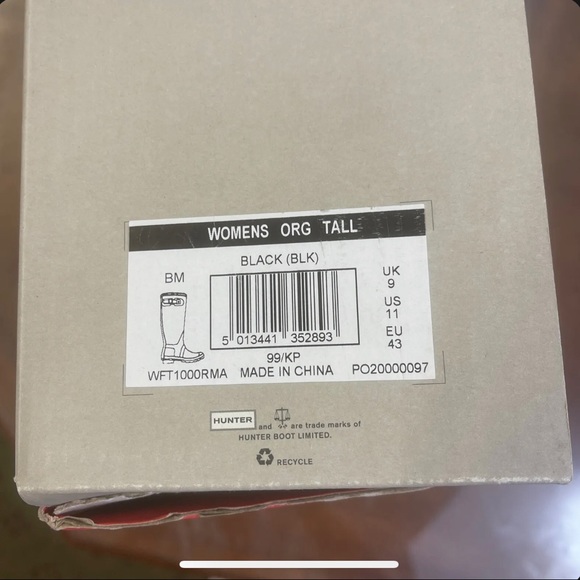 WOMENS ORG TALL
BLACK (BLK)
BM
UK
9
US
11
EU
43
5 013441 352893
99/KP
WFT1000RMA MADE IN CHINA PO20000097
HUNTER and are trade marks of
HUNTER BOOT LIMITED.
RECYCLE